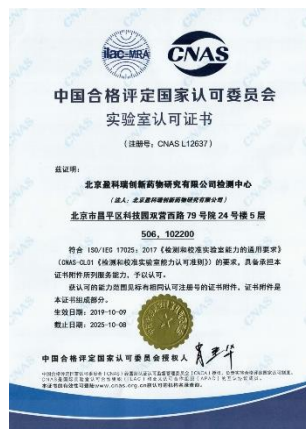 ilac-MRA
CNAS
中国合格评定国家认可委员会
实验室认可证书
（注册号：CNAS L12637）
兹证明：
北京盈科瑞创新药物研究有限公司检测中心
（法人：北京盈科瑞创新药物研究有限公司）
北京市昌平区科技园双营西路 79 号院 24 号楼 5 层
506，102200
符合 ISO/IEC 17025：2017《检测和校准实验室能力的通用要求》
（CNAS-CL01《检测和校准实验室能力认可准则》）的要求，具备承担本
证书附件所列服务能力，予以认可。
获认可的能力范围见标有相同认可注册号的证书附件，证书附件是
本证书组成部分。
生效日期：2019-10-09
截止日期：2025-10-08
中国合格评定国家认可委员会授权人